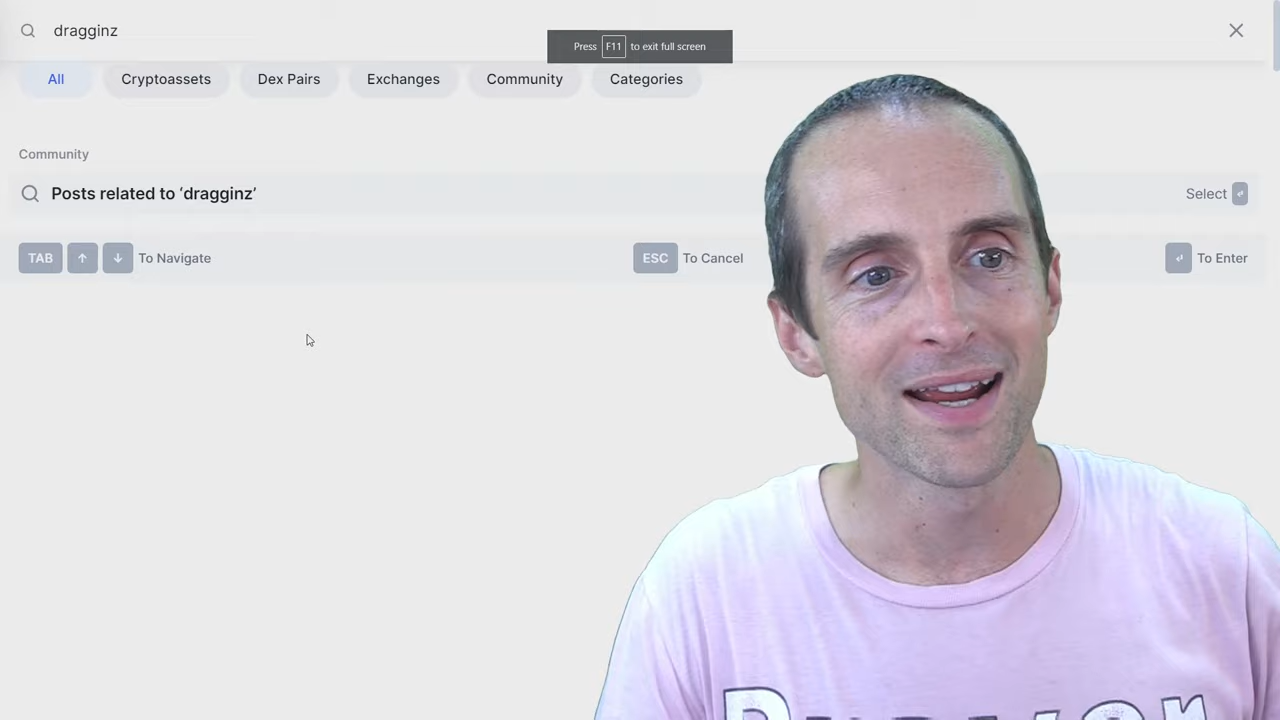 dragginz
Press F11 to exit full screen
All Cryptoassets Dex Pairs Exchanges Community Categories
Community
Posts related to ‘dragginz’ Select
TAB ↑ ↓ To Navigate ESC To Cancel To Enter